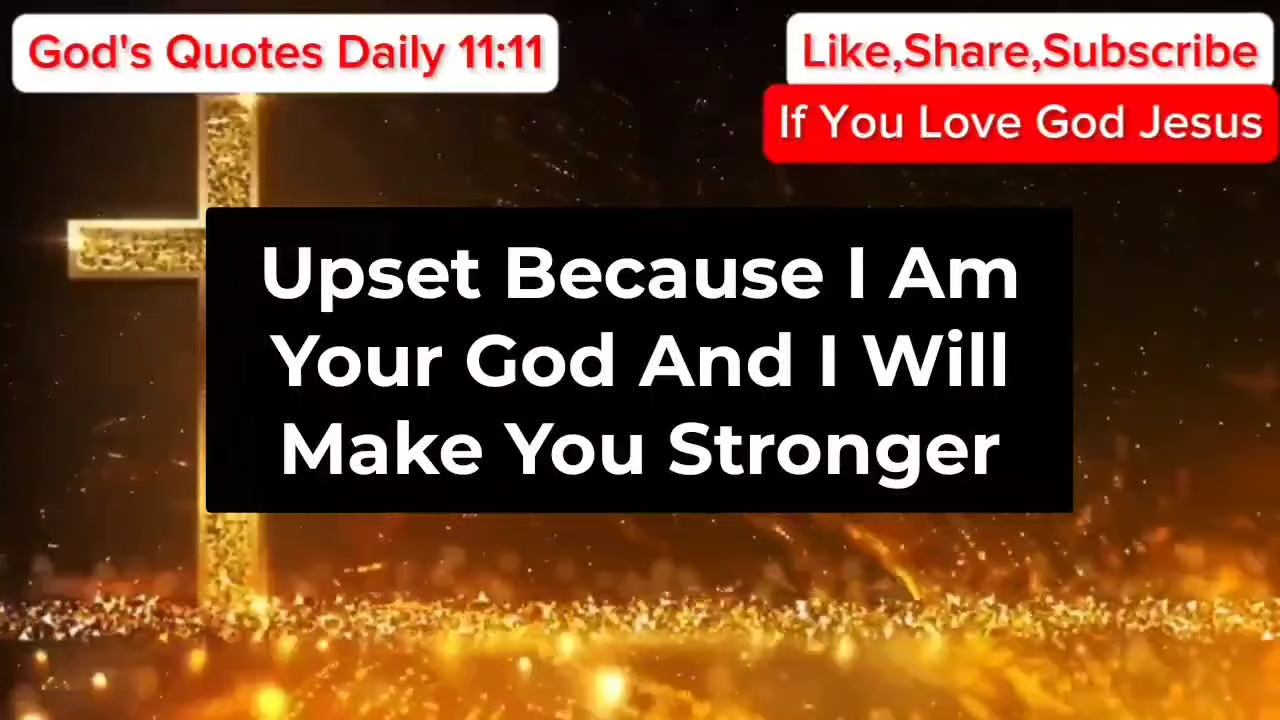 God's Quotes Daily 11:11
Like,Share,Subscribe
If You Love God Jesus
Upset Because I Am
Your God And I Will
Make You Stronger